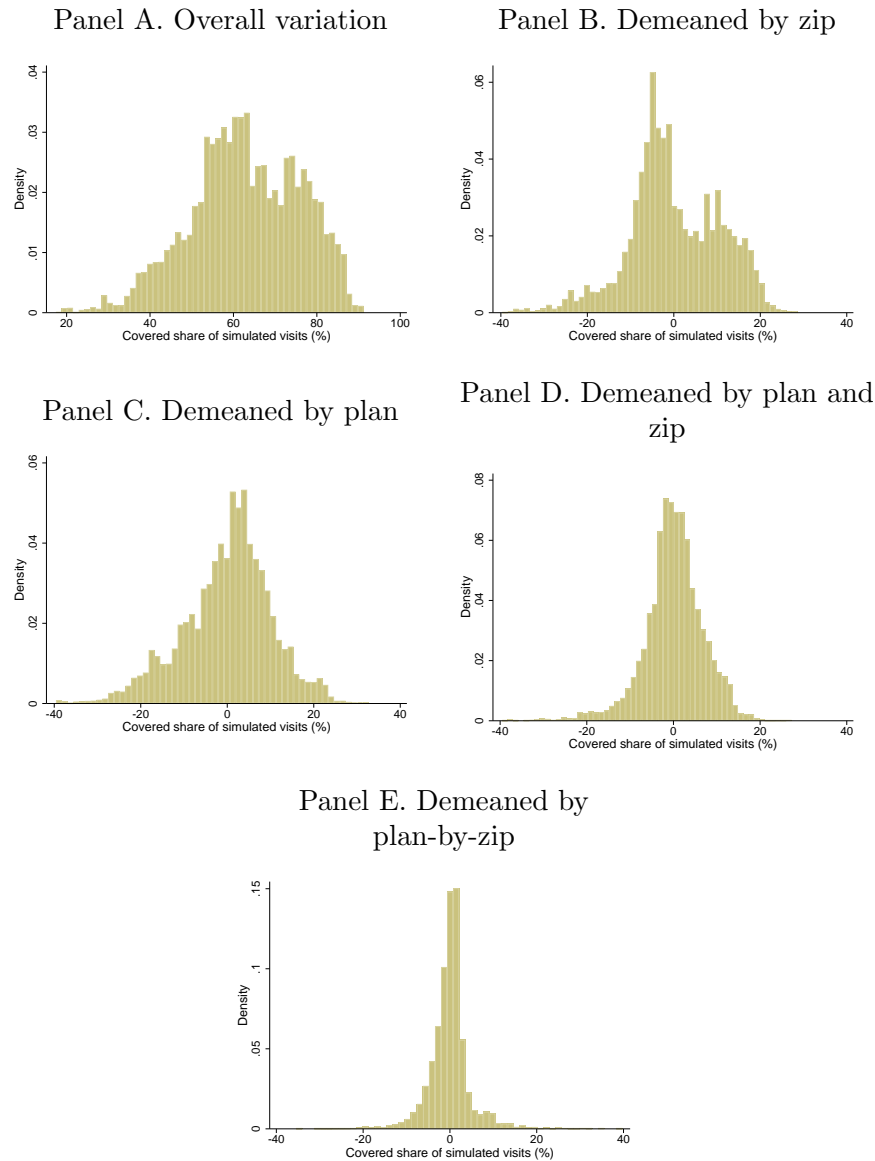 Panel A. Overall variation
.04
.03
.02
.01
0
Density
20 40 60 80 100
Covered share of simulated visits (%)
Panel B. Demeaned by zip
.06
.04
.02
0
Density
-40 -20 0 20 40
Covered share of simulated visits (%)
Panel C. Demeaned by plan
.06
.04
.02
0
Density
-40 -20 0 20 40
Covered share of simulated visits (%)
Panel D. Demeaned by plan and
zip
.08
.06
.04
.02
0
Density
-40 -20 0 20 40
Covered share of simulated visits (%)
Panel E. Demeaned by
plan-by-zip
.15
.1
.05
0
Density
-40 -20 0 20 40
Covered share of simulated visits (%)